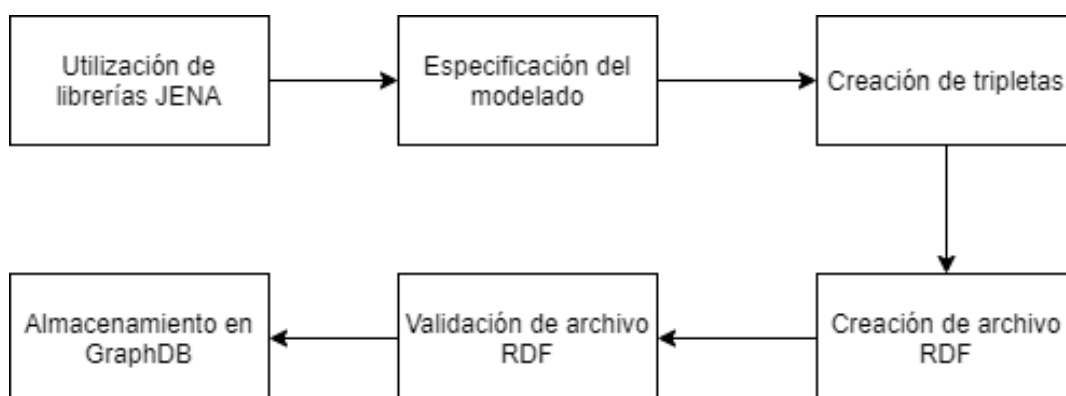 Utilización de
librerías JENA
Especificación del
modelado
Creación de tripletas
Creación de archivo
RDF
Validación de archivo
RDF
Almacenamiento en
GraphDB